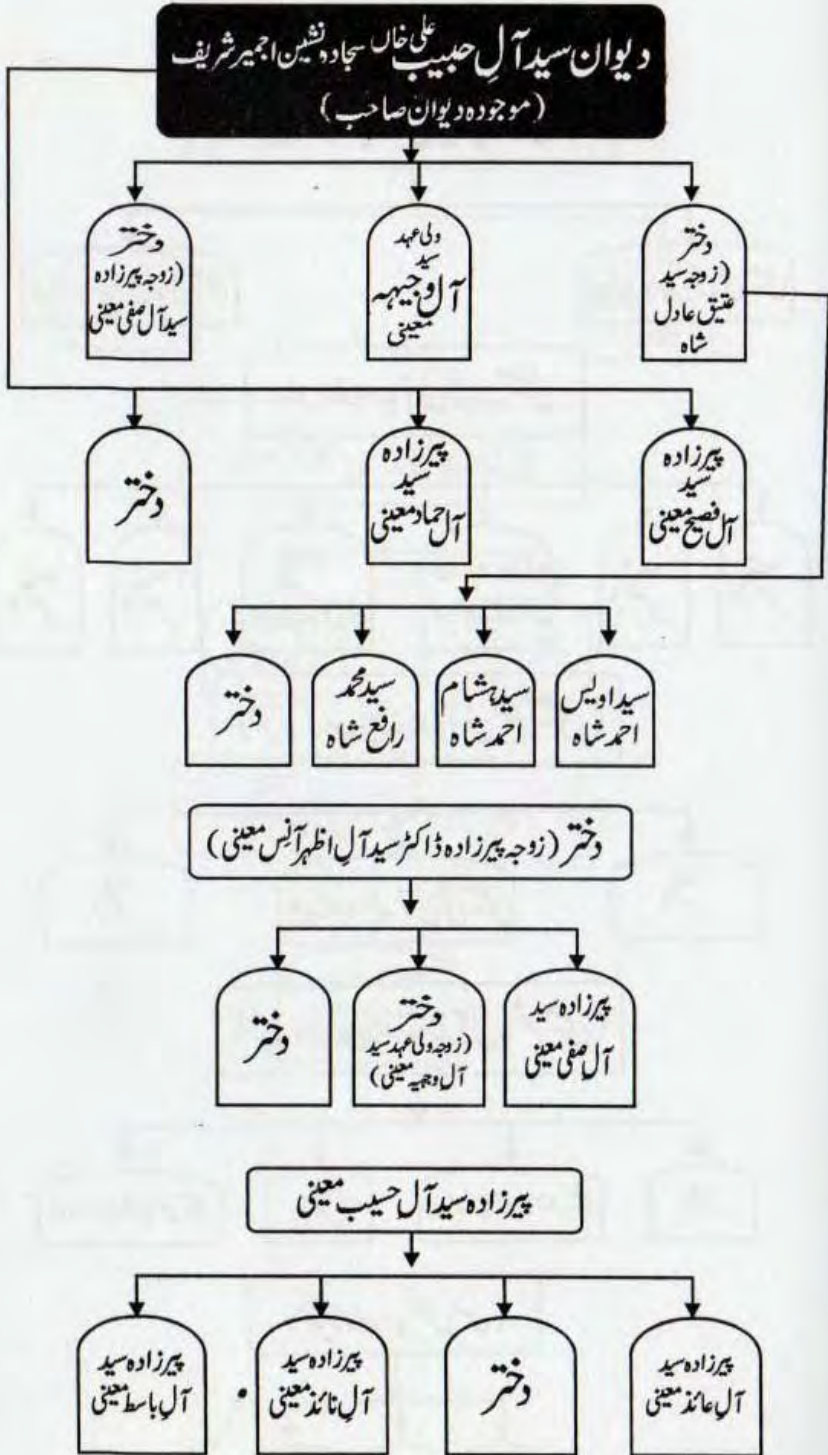 دیوان سید آلِ حبیب علی خاں سجادہ نشین اجمیر شریف
(موجودہ دیوان صاحب)
دختر
(زوجہ سید
عتیق عادل
شاہ
ولی عہد
سید
آل وجیہہ
معینی
دختر
(زوجہ پیرزادہ
سید آل صفی معینی
پیرزادہ
سید
آل فصیح معینی
پیرزادہ
سید
آل حماد معینی
دختر
سید اویس
احمد شاہ
سید ہشام
احمد شاہ
سید محمد
رافع شاہ
دختر
دختر (زوجہ پیرزادہ ڈاکٹر سید آلِ اظہر آنِس معینی)
پیرزادہ سید
آلِ صفی معینی
دختر
(زوجہ ولی عہد سید
آلِ وجیہہ معینی)
دختر
پیرزادہ سید آلِ حسیب معینی
پیرزادہ سید
آلِ عائذ معینی
دختر
پیرزادہ سید
آلِ نائذ معینی
پیرزادہ سید
آلِ باسط معینی